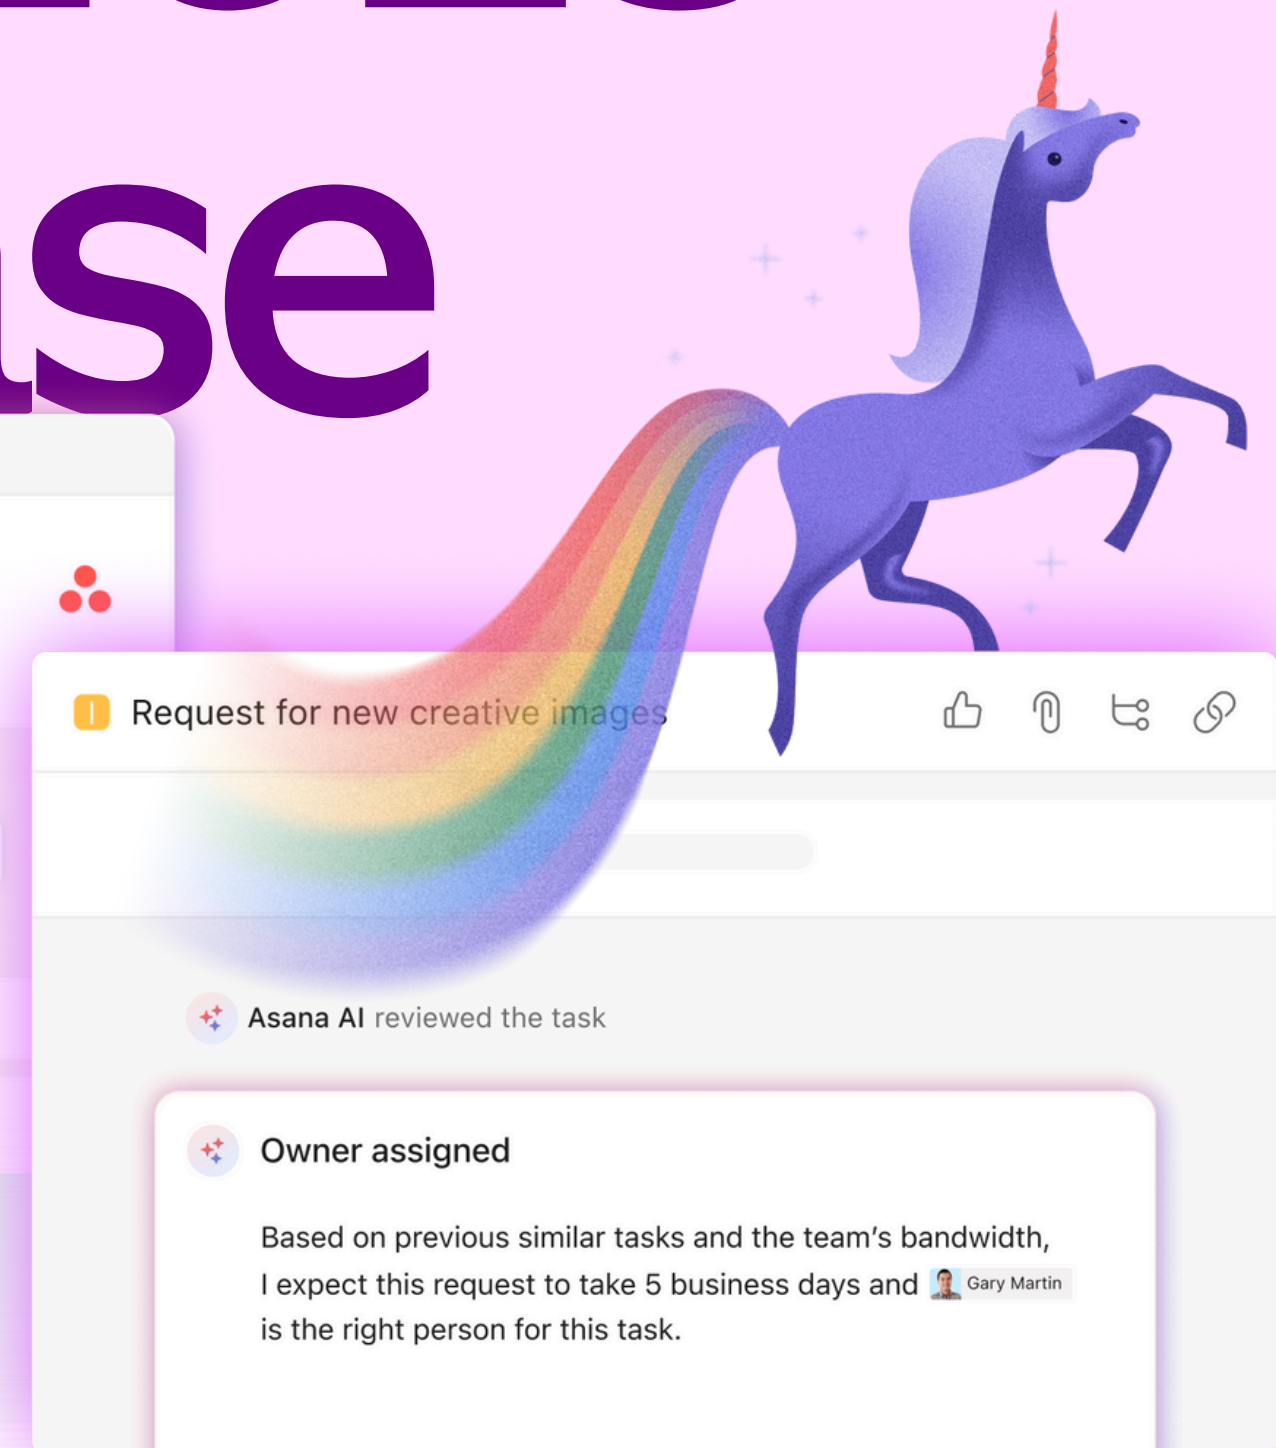 ase
Request for new creative images
Asana AI reviewed the task
Owner assigned
Based on previous similar tasks and the team’s bandwidth,
I expect this request to take 5 business days and Gary Martin
is the right person for this task.